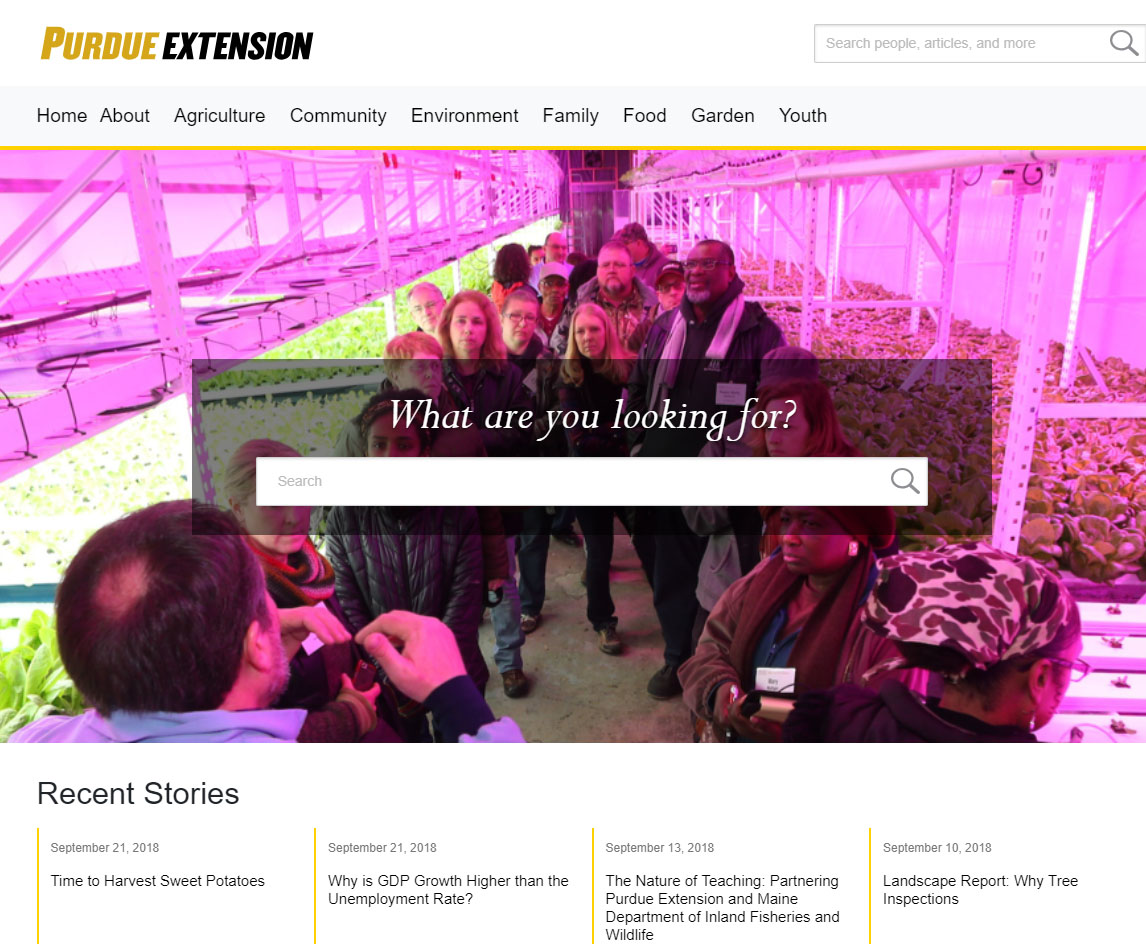 PURDUE EXTENSION
Search people, articles, and more
Home About Agriculture Community Environment Family Food Garden Youth
What are you looking for?
Search
Recent Stories
September 21, 2018
Time to Harvest Sweet Potatoes
September 21, 2018
Why is GDP Growth Higher than the
Unemployment Rate?
September 13, 2018
The Nature of Teaching: Partnering
Purdue Extension and Maine
Department of Inland Fisheries and
Wildlife
September 10, 2018
Landscape Report: Why Tree
Inspections